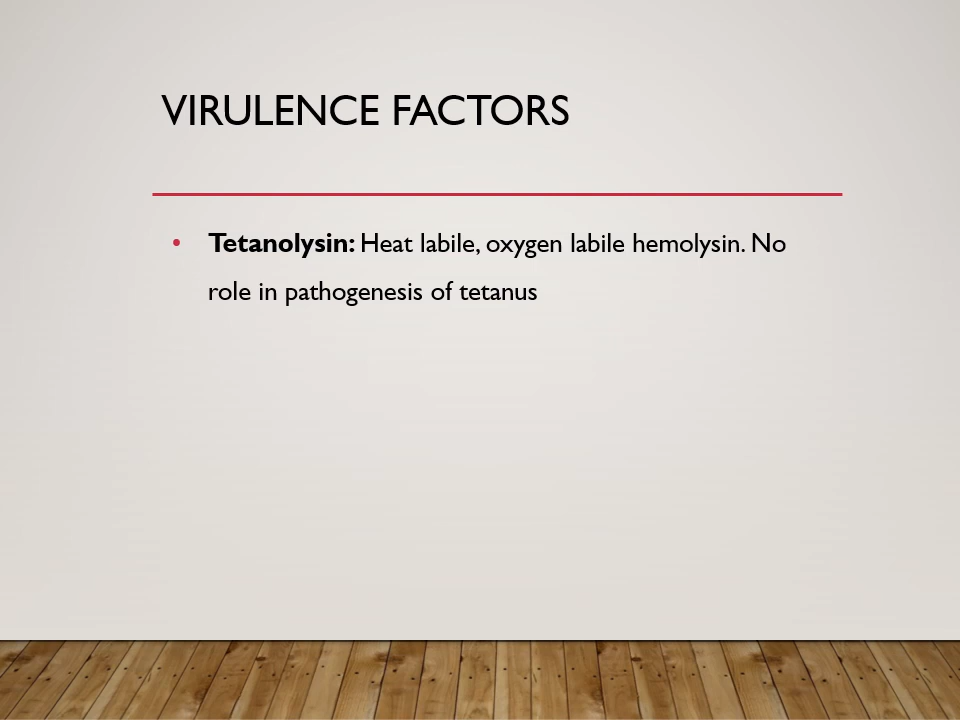 VIRULENCE FACTORS
• Tetanolysin: Heat labile, oxygen labile hemolysin. No
role in pathogenesis of tetanus